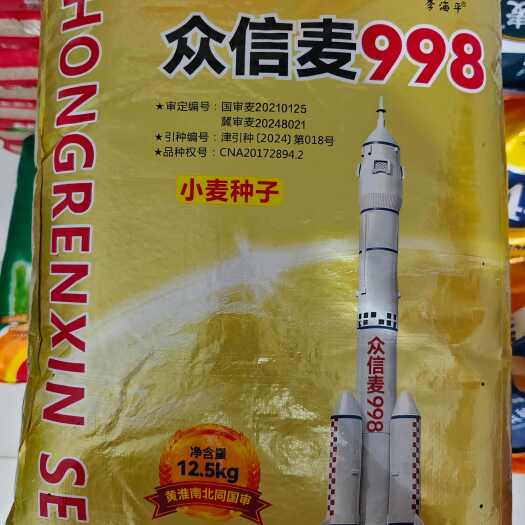 李海平®
众信麦998
★审定编号：国审麦20210125
冀审麦20248021
★引种编号：津引种（2024）第018号
★品种权号：CNA20172894.2
小麦种子
HONGRENXIN SE
众信麦998
净含量
12.5kg
黄淮南北同国审